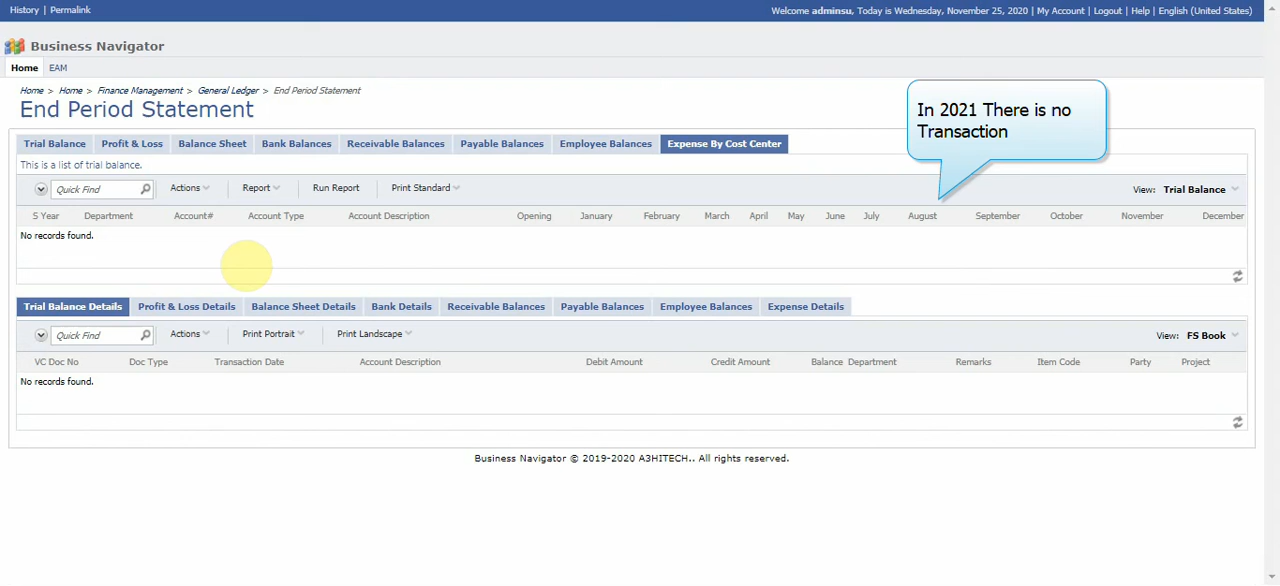 History | Permalink
Welcome adminsu, Today is Wednesday, November 25, 2020 | My Account | Logout | Help | English (United States)
Business Navigator
Home EAM
Home > Home > Finance Management > General Ledger > End Period Statement
End Period Statement
In 2021 There is no
Transaction
Trial Balance Profit & Loss Balance Sheet Bank Balances Receivable Balances Payable Balances Employee Balances Expense By Cost Center
This is a list of trial balance.
Quick Find Actions Report Run Report Print Standard View: Trial Balance
S Year Department Account# Account Type Account Description Opening January February March April May June July August September October November December
No records found.
Trial Balance Details Profit & Loss Details Balance Sheet Details Bank Details Receivable Balances Payable Balances Employee Balances Expense Details
Quick Find Actions Print Portrait Print Landscape View: FS Book
VC Doc No Doc Type Transaction Date Account Description Debit Amount Credit Amount Balance Department Remarks Item Code Party Project
No records found.
Business Navigator © 2019-2020 A3HITECH.. All rights reserved.